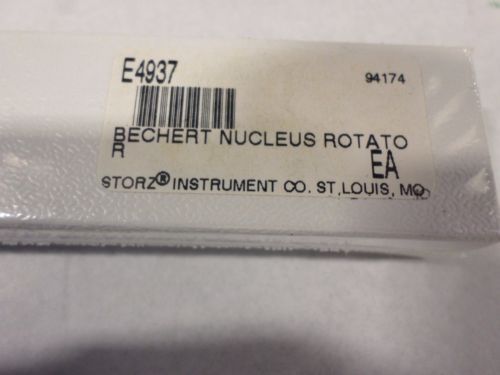 E4937 94174
BECHERT NUCLEUS ROTATO
R EA
STORZ® INSTRUMENT CO. ST, LOUIS, MO